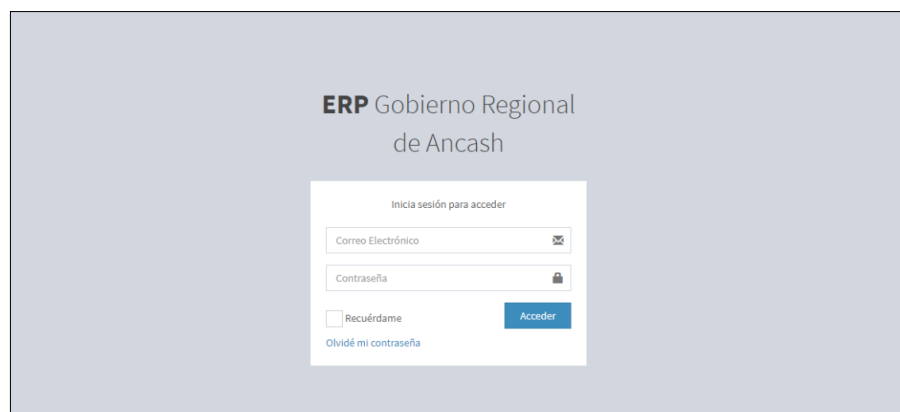 ERP Gobierno Regional
de Ancash
Inicia sesión para acceder
Correo Electrónico
Contraseña
Recuérdame
Acceder
Olvidé mi contraseña